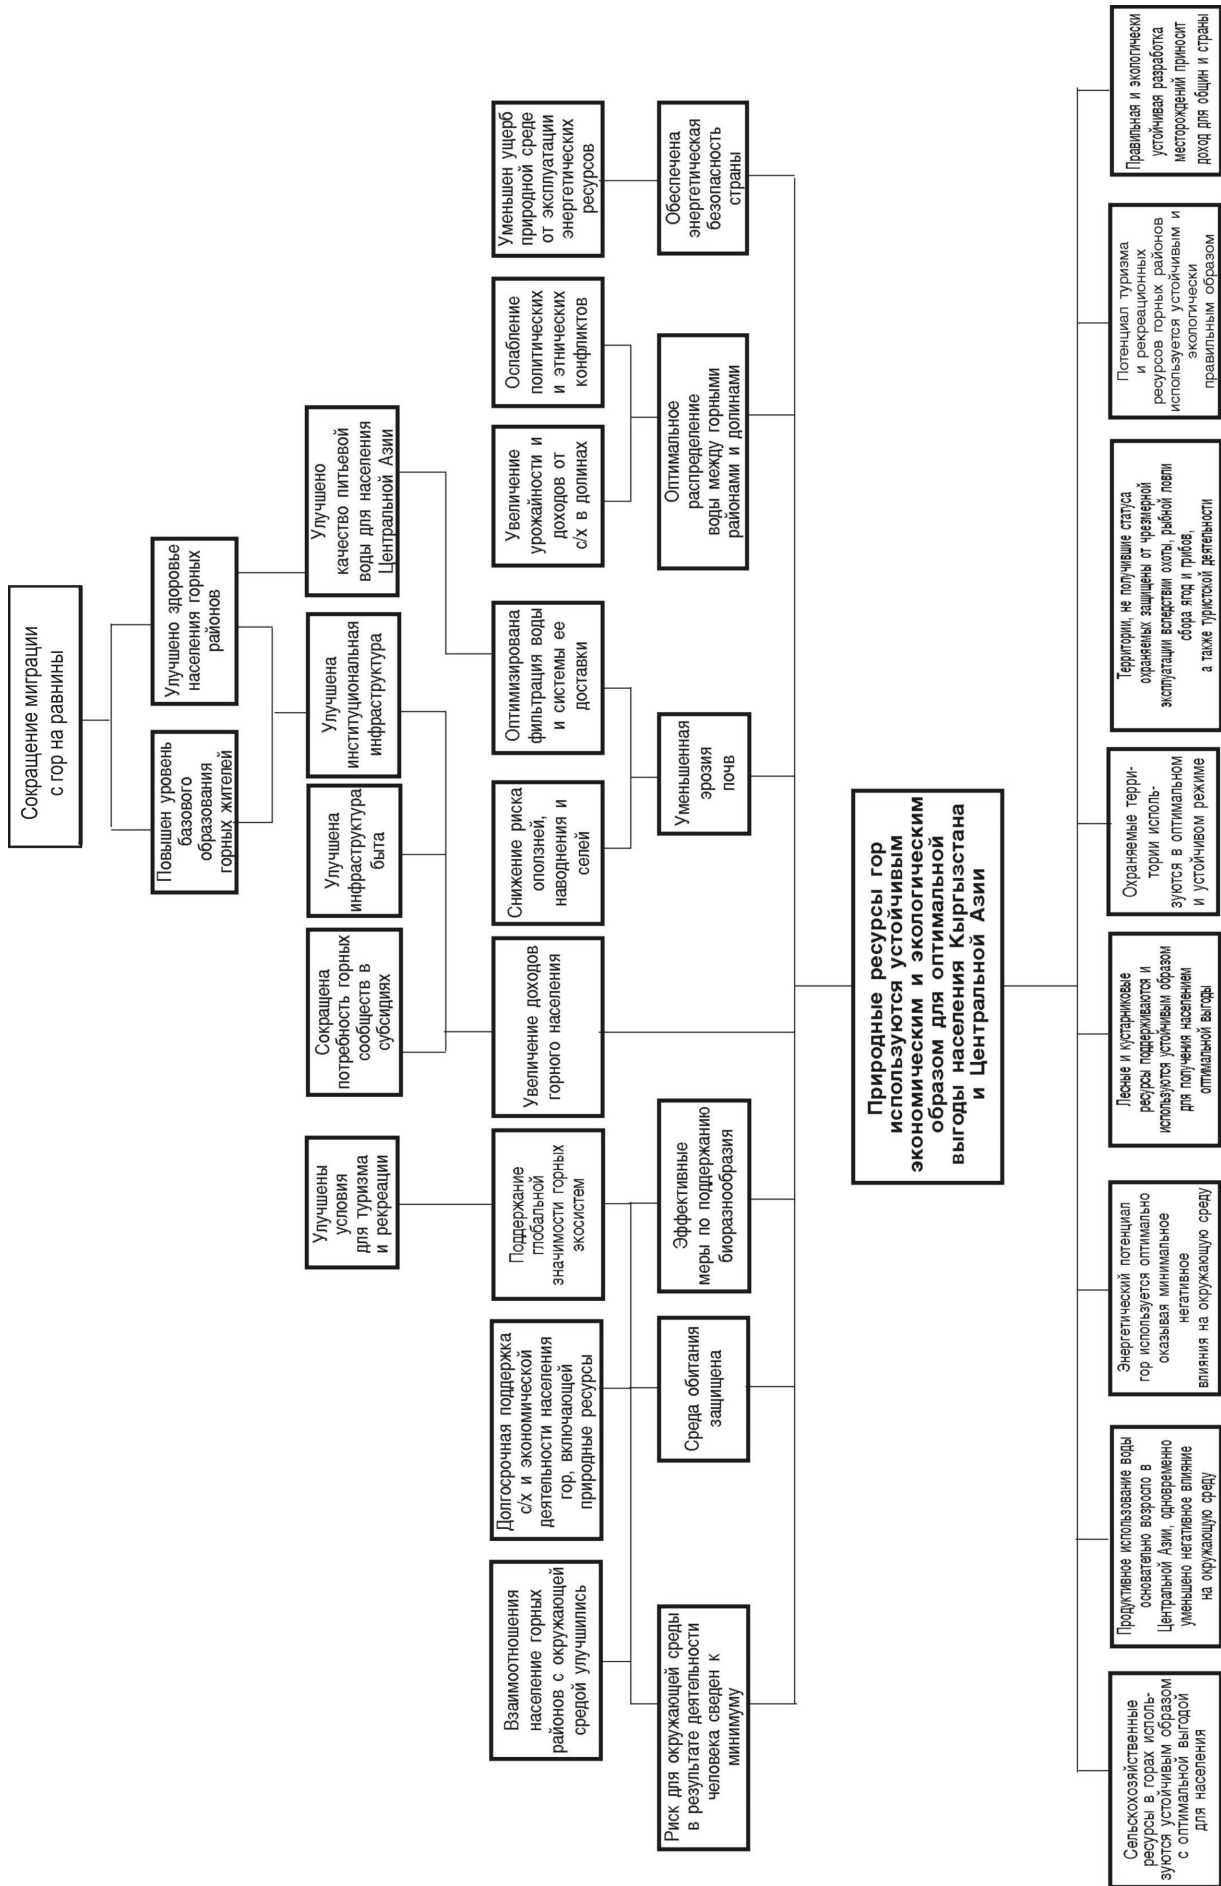 Сокращение миграции
с гор на равнины
Повышен уровень
базового
образования
горных жителей
Улучшено здоровье
населения горных
районов
Улучшены
условия
для туризма
и рекреации
Сокращена
потребность горных
сообществ в
субсидиях
Улучшена
инфраструктура
быта
Улучшена
институциональная
инфраструктура
Улучшено
качество питьевой
воды для населения
Центральной Азии
Взаимоотношения
население горных
районов с окружающей
средой улучшились
Долгосрочная поддержка
с/х и экономической
деятельности населения
гор, включающей
природные ресурсы
Поддержание
глобальной
значимости горных
экосистем
Увеличение доходов
горного населения
Снижение риска
оползней,
наводнения и
селей
Оптимизирована
фильтрация воды
и системы ее
доставки
Увеличение
урожайности и
доходов от
с/х в долинах
Ослабление
политических
и этнических
конфликтов
Уменьшен ущерб
природной среде
от эксплуатации
энергетических
ресурсов
Риск для окружающей среды
в результате деятельности
человека сведен к
минимуму
Среда обитания
защищена
Эффективные
меры по поддержанию
биоразнообразия
Уменьшенная
эрозия
почв
Оптимальное
распределение
воды между горными
районами и долинами
Обеспечена
энергетическая
безопасность
страны
Природные ресурсы гор
используются устойчивым
экономическим и экологическим
образом для оптимальной
выгоды населения Кыргызстана
и Центральной Азии
Сельскохозяйственные
ресурсы в горах исполь-
зуются устойчивым образом
с оптимальной выгодой
для населения
Продуктивное использование воды
основательно возросло в
Центральной Азии, одновременно
уменьшено негативное влияние
на окружающую среду
Энергетический потенциал
гор используется оптимально
оказывая минимальное
негативное
влияния на окружающую среду
Лесные и кустарниковые
ресурсы поддерживаются и
используются устойчивым образом
для получения населением
оптимальной выгоды
Охраняемые терри-
тории исполь-
зуются в оптимальном
и устойчивом режиме
Территории, не получившие статуса
охраняемых защищены от чрезмерной
эксплуатации вследствии охоты, рыбной ловли
сбора ягод и грибов,
а также туристской деятельности
Потенциал туризма
и рекреационных
ресурсов горных районов
используется устойчивым и
экологически
правильным образом
Правильная и экологически
устойчивая разработка
месторождений приносит
доход для общин и страны